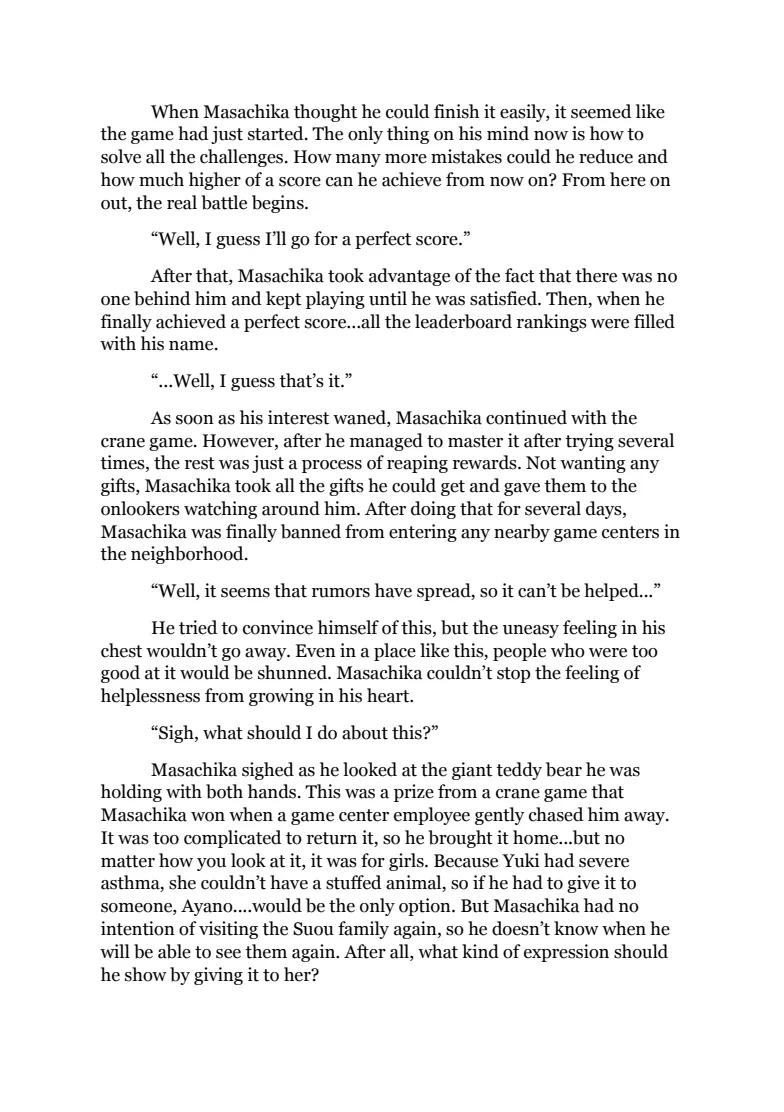 When Masachika thought he could finish it easily, it seemed like
the game had just started. The only thing on his mind now is how to
solve all the challenges. How many more mistakes could he reduce and
how much higher of a score can he achieve from now on? From here on
out, the real battle begins.
“Well, I guess I’ll go for a perfect score.”
After that, Masachika took advantage of the fact that there was no
one behind him and kept playing until he was satisfied. Then, when he
finally achieved a perfect score...all the leaderboard rankings were filled
with his name.
“...Well, I guess that’s it.”
As soon as his interest waned, Masachika continued with the
crane game. However, after he managed to master it after trying several
times, the rest was just a process of reaping rewards. Not wanting any
gifts, Masachika took all the gifts he could get and gave them to the
onlookers watching around him. After doing that for several days,
Masachika was finally banned from entering any nearby game centers in
the neighborhood.
“Well, it seems that rumors have spread, so it can’t be helped...”
He tried to convince himself of this, but the uneasy feeling in his
chest wouldn’t go away. Even in a place like this, people who were too
good at it would be shunned. Masachika couldn’t stop the feeling of
helplessness from growing in his heart.
“Sigh, what should I do about this?”
Masachika sighed as he looked at the giant teddy bear he was
holding with both hands. This was a prize from a crane game that
Masachika won when a game center employee gently chased him away.
It was too complicated to return it, so he brought it home...but no
matter how you look at it, it was for girls. Because Yuki had severe
asthma, she couldn’t have a stuffed animal, so if he had to give it to
someone, Ayano....would be the only option. But Masachika had no
intention of visiting the Suou family again, so he doesn’t know when he
will be able to see them again. After all, what kind of expression should
he show by giving it to her?